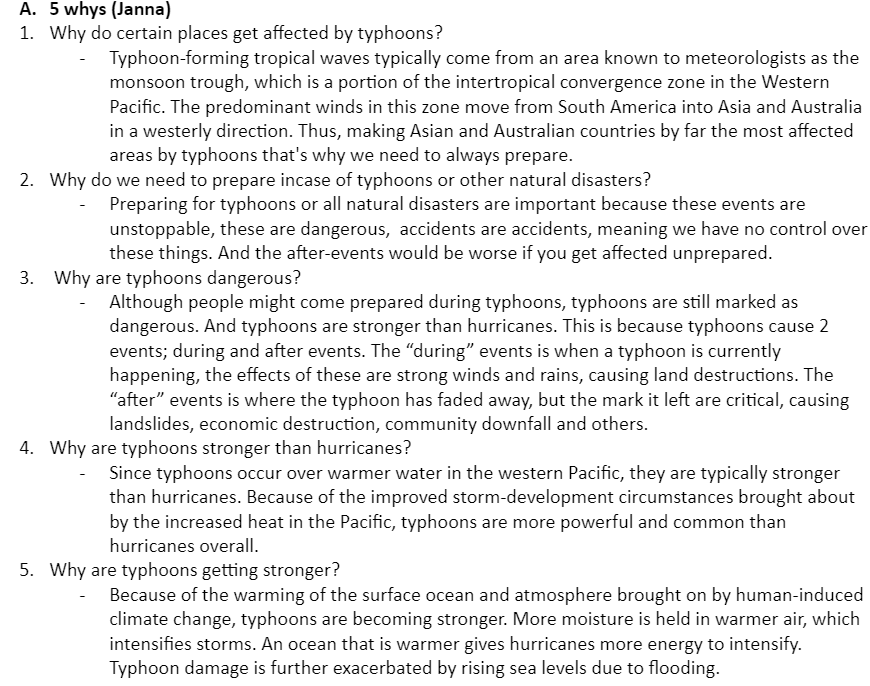 A. 5 whys (Janna)
1. Why do certain places get affected by typhoons?
- Typhoon-forming tropical waves typically come from an area known to meteorologists as the
monsoon trough, which is a portion of the intertropical convergence zone in the Western
Pacific. The predominant winds in this zone move from South America into Asia and Australia
in a westerly direction. Thus, making Asian and Australian countries by far the most affected
areas by typhoons that's why we need to always prepare.
2. Why do we need to prepare incase of typhoons or other natural disasters?
- Preparing for typhoons or all natural disasters are important because these events are
unstoppable, these are dangerous,  accidents are accidents, meaning we have no control over
these things. And the after-events would be worse if you get affected unprepared.
3. Why are typhoons dangerous?
- Although people might come prepared during typhoons, typhoons are still marked as
dangerous. And typhoons are stronger than hurricanes. This is because typhoons cause 2
events; during and after events. The “during” events is when a typhoon is currently
happening, the effects of these are strong winds and rains, causing land destructions. The
“after” events is where the typhoon has faded away, but the mark it left are critical, causing
landslides, economic destruction, community downfall and others.
4. Why are typhoons stronger than hurricanes?
- Since typhoons occur over warmer water in the western Pacific, they are typically stronger
than hurricanes. Because of the improved storm-development circumstances brought about
by the increased heat in the Pacific, typhoons are more powerful and common than
hurricanes overall.
5. Why are typhoons getting stronger?
- Because of the warming of the surface ocean and atmosphere brought on by human-induced
climate change, typhoons are becoming stronger. More moisture is held in warmer air, which
intensifies storms. An ocean that is warmer gives hurricanes more energy to intensify.
Typhoon damage is further exacerbated by rising sea levels due to flooding.